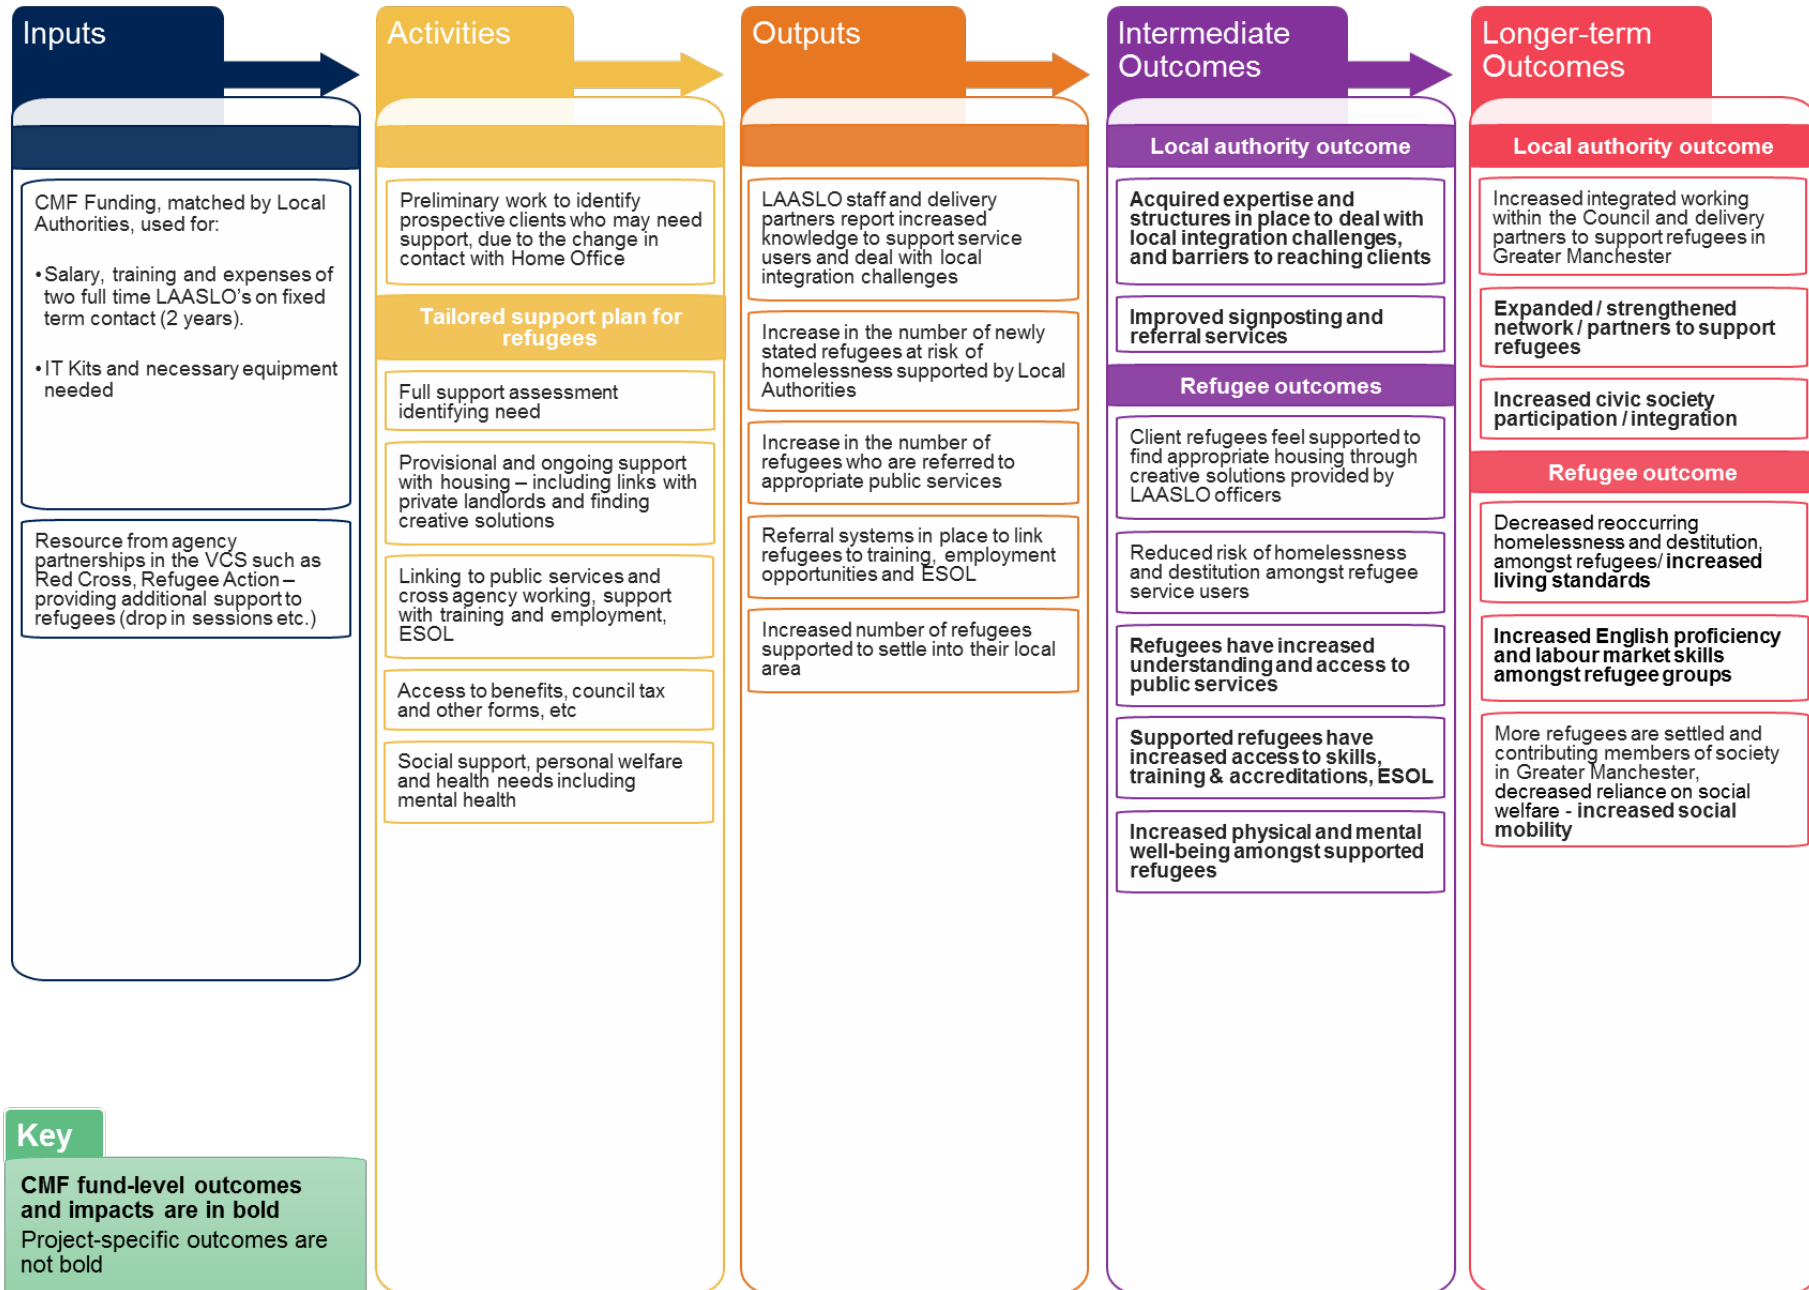 Inputs
CMF Funding, matched by Local
Authorities, used for:
•Salary, training and expenses of
two full time LAASLO's on fixed
term contact (2 years).
•IT Kits and necessary equipment
needed
Resource from agency
partnerships in the VCS such as
Red Cross, Refugee Action –
providing additional support to
refugees (drop in sessions etc.)
Activities
Preliminary work to identify
prospective clients who may need
support, due to the change in
contact with Home Office
Tailored support plan for
refugees
Full support assessment
identifying need
Provisional and ongoing support
with housing – including links with
private landlords and finding
creative solutions
Linking to public services and
cross agency working, support
with training and employment,
ESOL
Access to benefits, council tax
and other forms, etc
Social support, personal welfare
and health needs including
mental health
Outputs
LAASLO staff and delivery
partners report increased
knowledge to support service
users and deal with local
integration challenges
Increase in the number of newly
stated refugees at risk of
homelessness supported by Local
Authorities
Increase in the number of
refugees who are referred to
appropriate public services
Referral systems in place to link
refugees to training, employment
opportunities and ESOL
Increased number of refugees
supported to settle into their local
area
Intermediate
Outcomes
Local authority outcome
Acquired expertise and
structures in place to deal with
local integration challenges,
and barriers to reaching clients
Improved signposting and
referral services
Refugee outcomes
Client refugees feel supported to
find appropriate housing through
creative solutions provided by
LAASLO officers
Reduced risk of homelessness
and destitution amongst refugee
service users
Refugees have increased
understanding and access to
public services
Supported refugees have
increased access to skills,
training & accreditations, ESOL
Increased physical and mental
well-being amongst supported
refugees
Longer-term
Outcomes
Local authority outcome
Increased integrated working
within the Council and delivery
partners to support refugees in
Greater Manchester
Expanded / strengthened
network / partners to support
refugees
Increased civic society
participation / integration
Refugee outcome
Decreased reoccurring
homelessness and destitution,
amongst refugees/ increased
living standards
Increased English proficiency
and labour market skills
amongst refugee groups
More refugees are settled and
contributing members of society
in Greater Manchester,
decreased reliance on social
welfare - increased social
mobility
Key
CMF fund-level outcomes
and impacts are in bold
Project-specific outcomes are
not bold